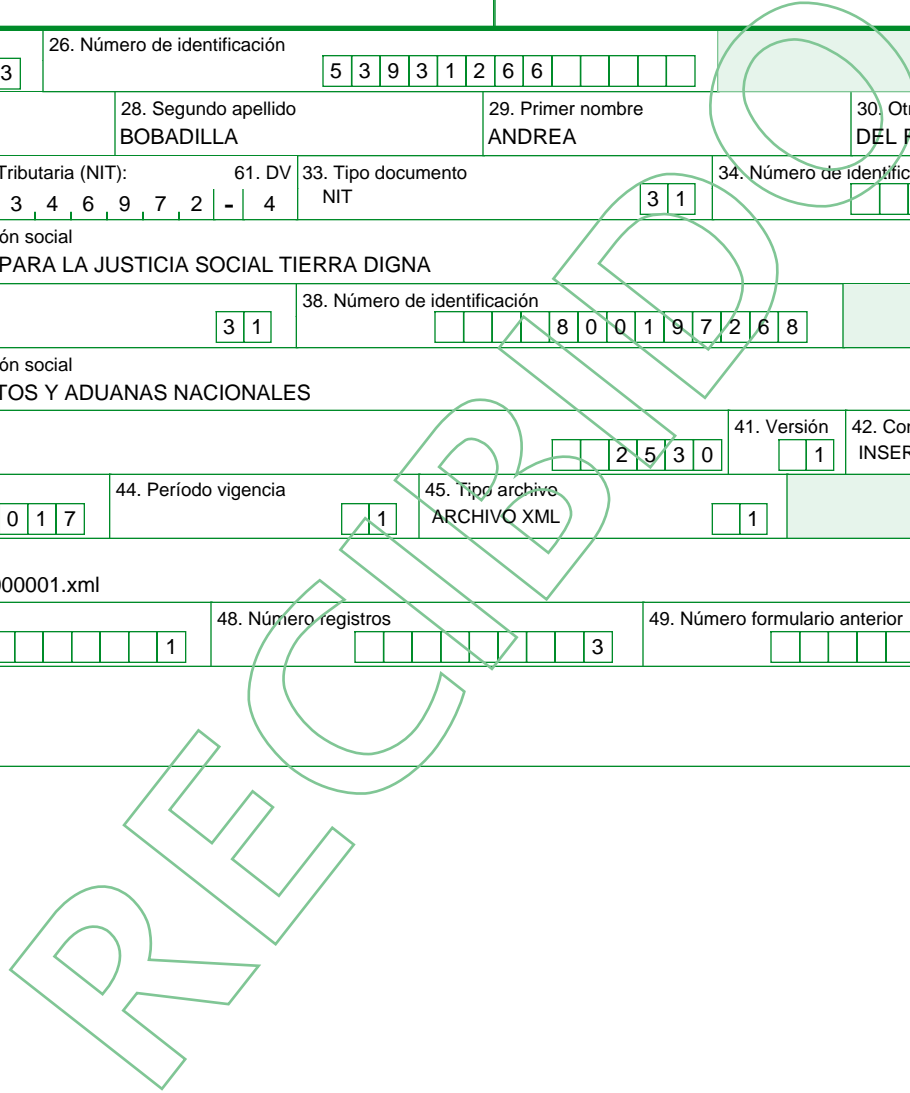 26. Número de identificación
3 5 3 9 3 1 2 6 6
28. Segundo apellido 29. Primer nombre 30. Otr
BOBADILLA ANDREA DEL
Tributaria (NIT): 61. DV 33. Tipo documento 34. Número de identific
3 4 6 9 7 2 - 4 NIT 3 1
ón social
PARA LA JUSTICIA SOCIAL TIERRA DIGNA
38. Número de identificación
3 1 8 0 0 1 9 7 2 6 8
ón social
TOS Y ADUANAS NACIONALES
41. Versión 42. Con
2 5 3 0 1 INSER
44. Período vigencia 45. Tipo archivo
0 1 7 1 ARCHIVO XML 1
000001.xml
48. Número registros 49. Número formulario anterior
1 3
RECIBIDO